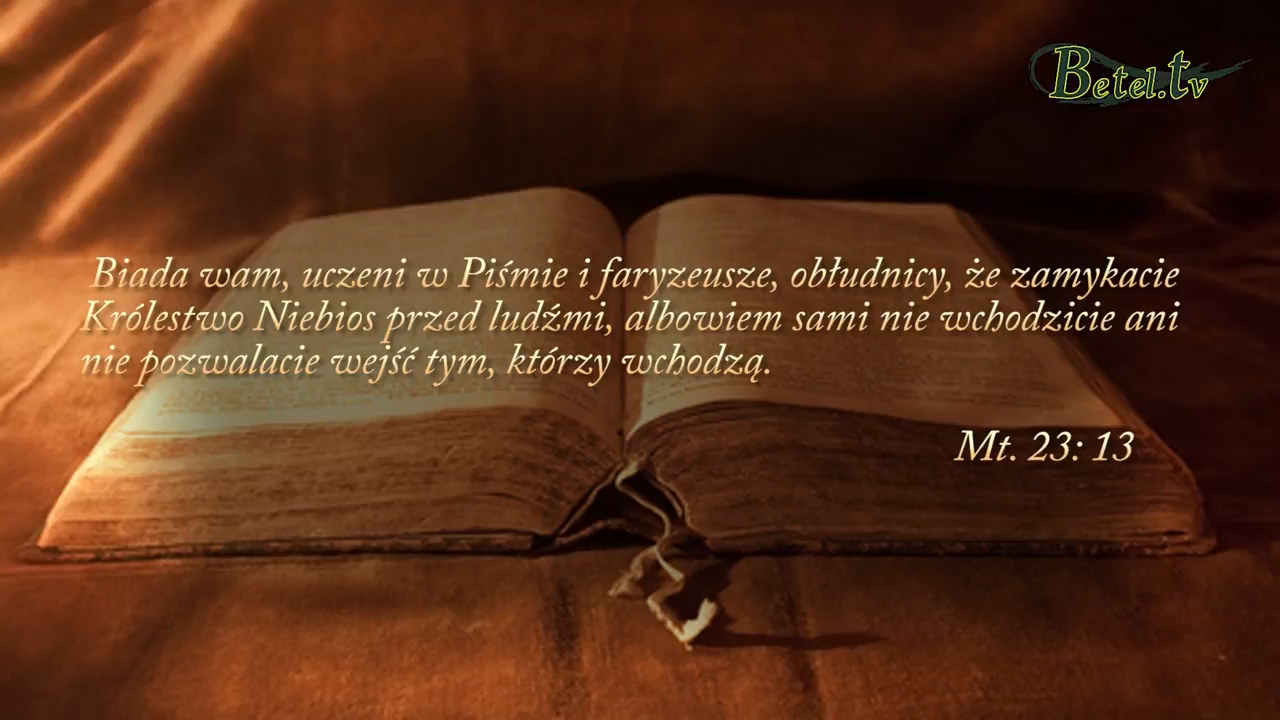 Betel.tv
Biada wam, uczeni w Piśmie i faryzeusze, obłudnicy, że zamykacie
Królestwo Niebios przed ludźmi, albowiem sami nie wchodzicie ani
nie pozwalacie wejść tym, którzy wchodzą.
Mt. 23: 13